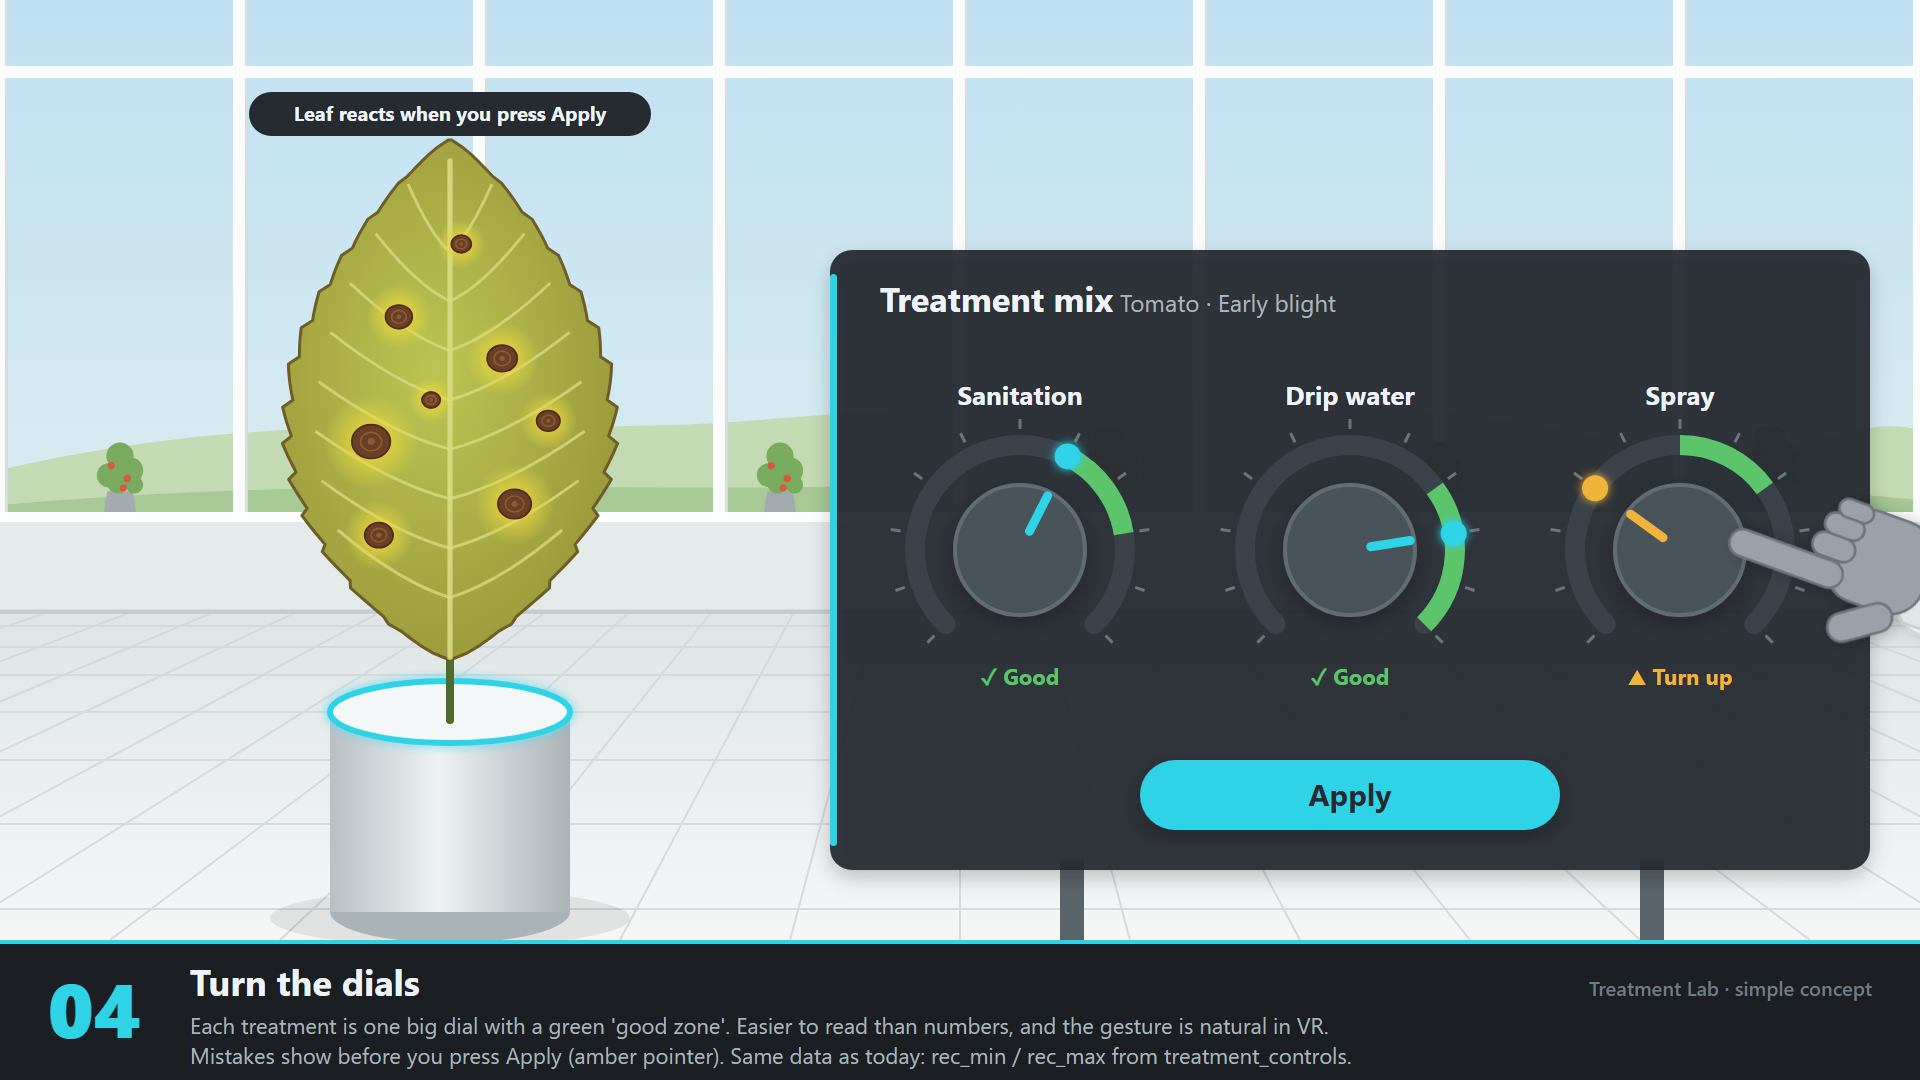 Leaf reacts when you press Apply
Treatment mix Tomato · Early blight
Sanitation
Drip water
Spray
✓ Good
✓ Good
▲ Turn up
Apply
04
Turn the dials
Each treatment is one big dial with a green 'good zone'. Easier to read than numbers, and the gesture is natural in VR.
Mistakes show before you press Apply (amber pointer). Same data as today: rec_min / rec_max from treatment_controls.
Treatment Lab · simple concept